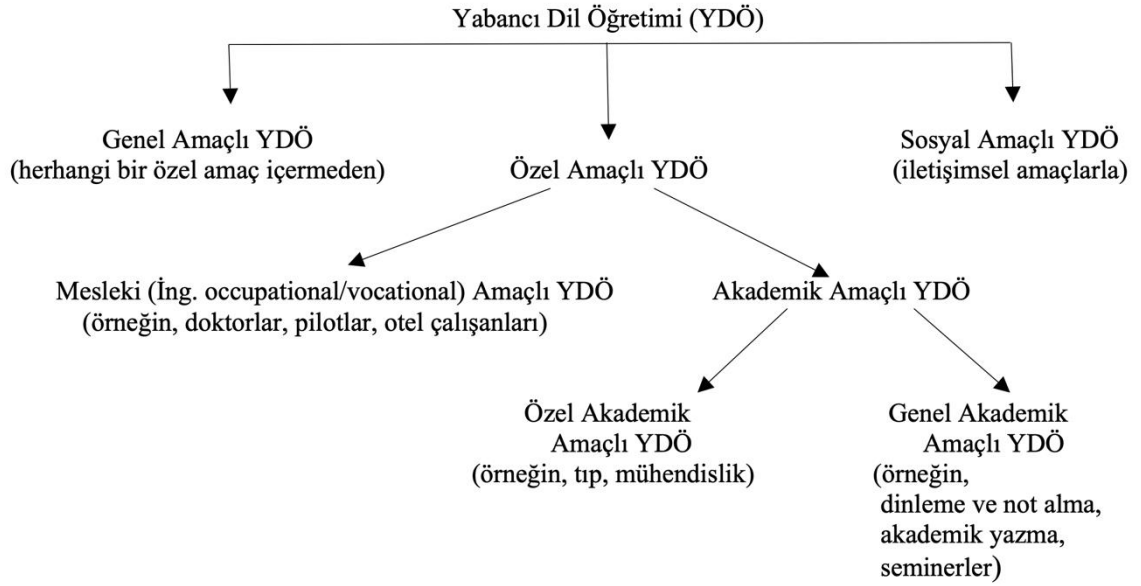 Yabancı Dil Öğretimi (YDÖ)
Genel Amaçlı YDÖ
(herhangi bir özel amaç içermeden)
Özel Amaçlı YDÖ
Sosyal Amaçlı YDÖ
(iletişimsel amaçlarla)
Mesleki (İng. occupational/vocational) Amaçlı YDÖ
(örneğin, doktorlar, pilotlar, otel çalışanları)
Akademik Amaçlı YDÖ
Özel Akademik
Amaçlı YDÖ
(örneğin, tıp, mühendislik)
Genel Akademik
Amaçlı YDÖ
(örneğin,
dinleme ve not alma,
akademik yazma,
seminerler)